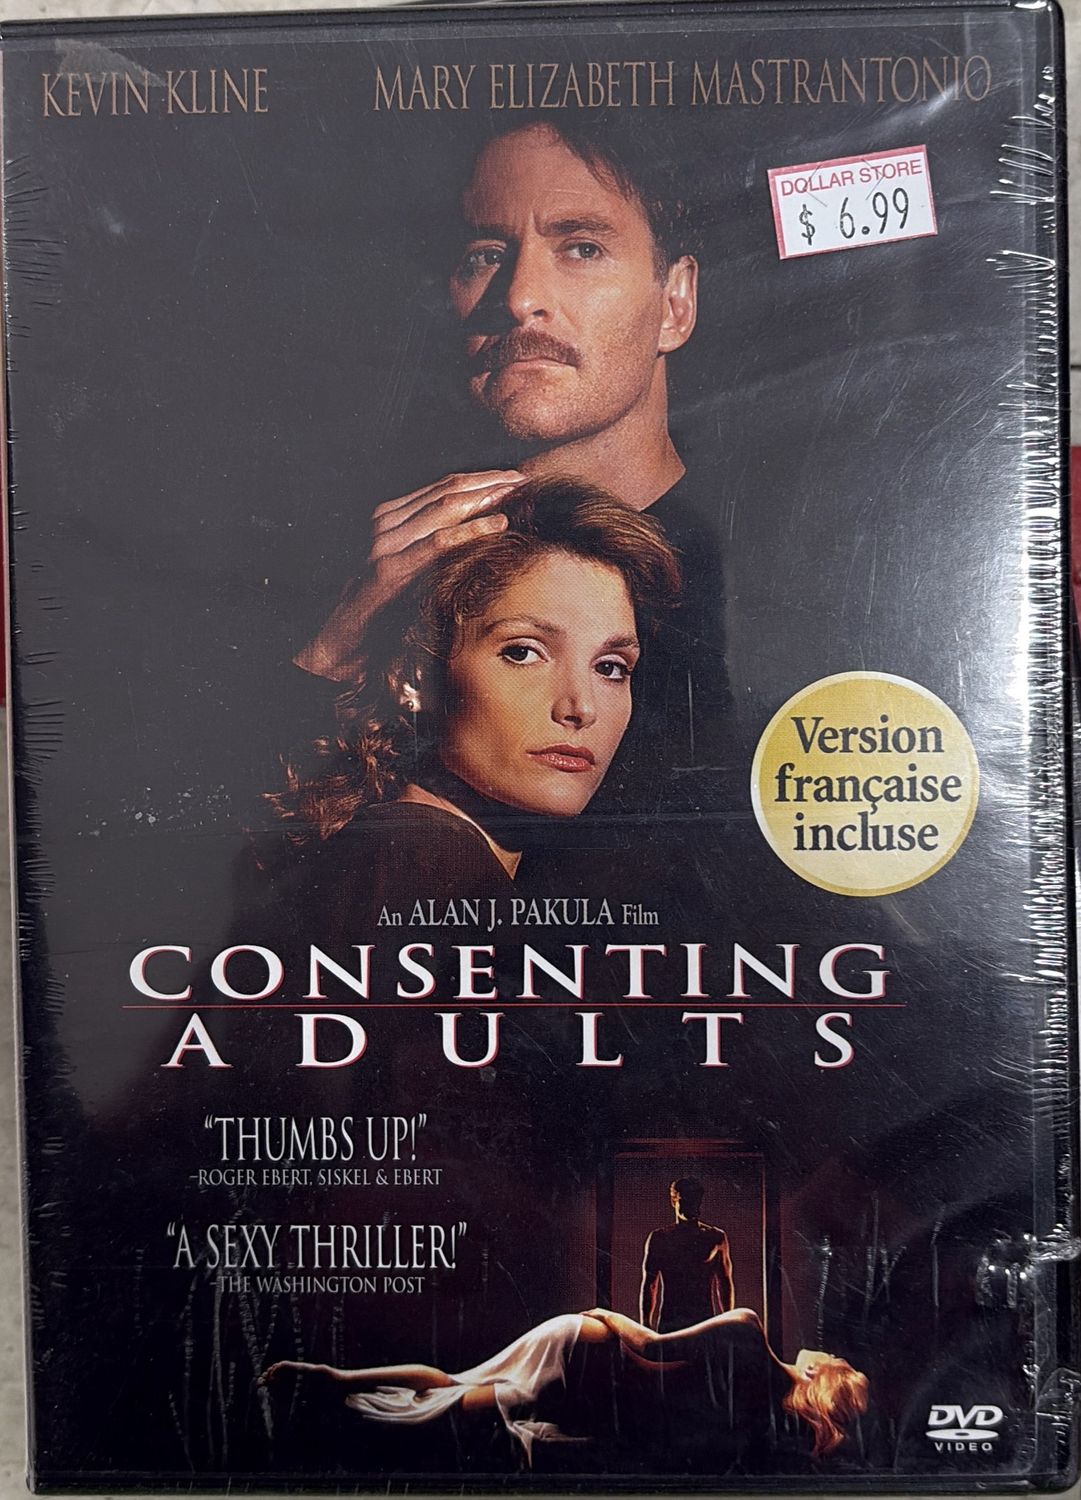 KEVIN KLINE
MARY ELIZABETH MASTRANTONIO
DOLLAR STORE
$ 6.99
Version
française
incluse
An ALAN J. PAKULA Film
CONSENTING
ADULTS
“THUMBS UP!”
–ROGER EBERT, SISKEL & EBERT
“A SEXY THRILLER!”
–THE WASHINGTON POST
DVD
VIDEO